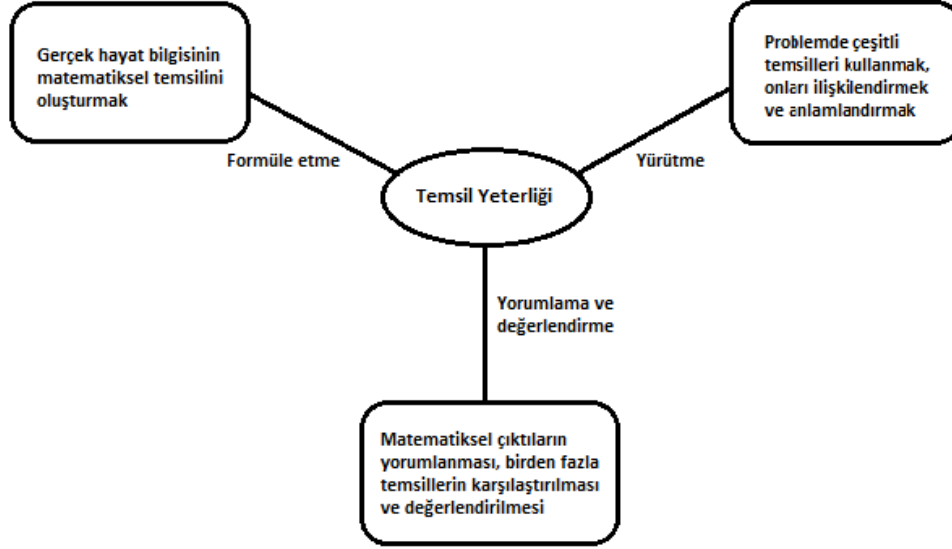 Gerçek hayat bilgisinin
matematiksel temsilini
oluşturmak
Problemde çeşitli
temsilleri kullanmak,
onları ilişkilendirmek
ve anlamdırmak
Formüle etme
Yürütme
Temsil Yeterliği
Yorumlama ve
değerlendirme
Matematiksel çıktıların
yorumlanması, birden fazla
temsillerin karşılaştırılması
ve değerlendirilmesi